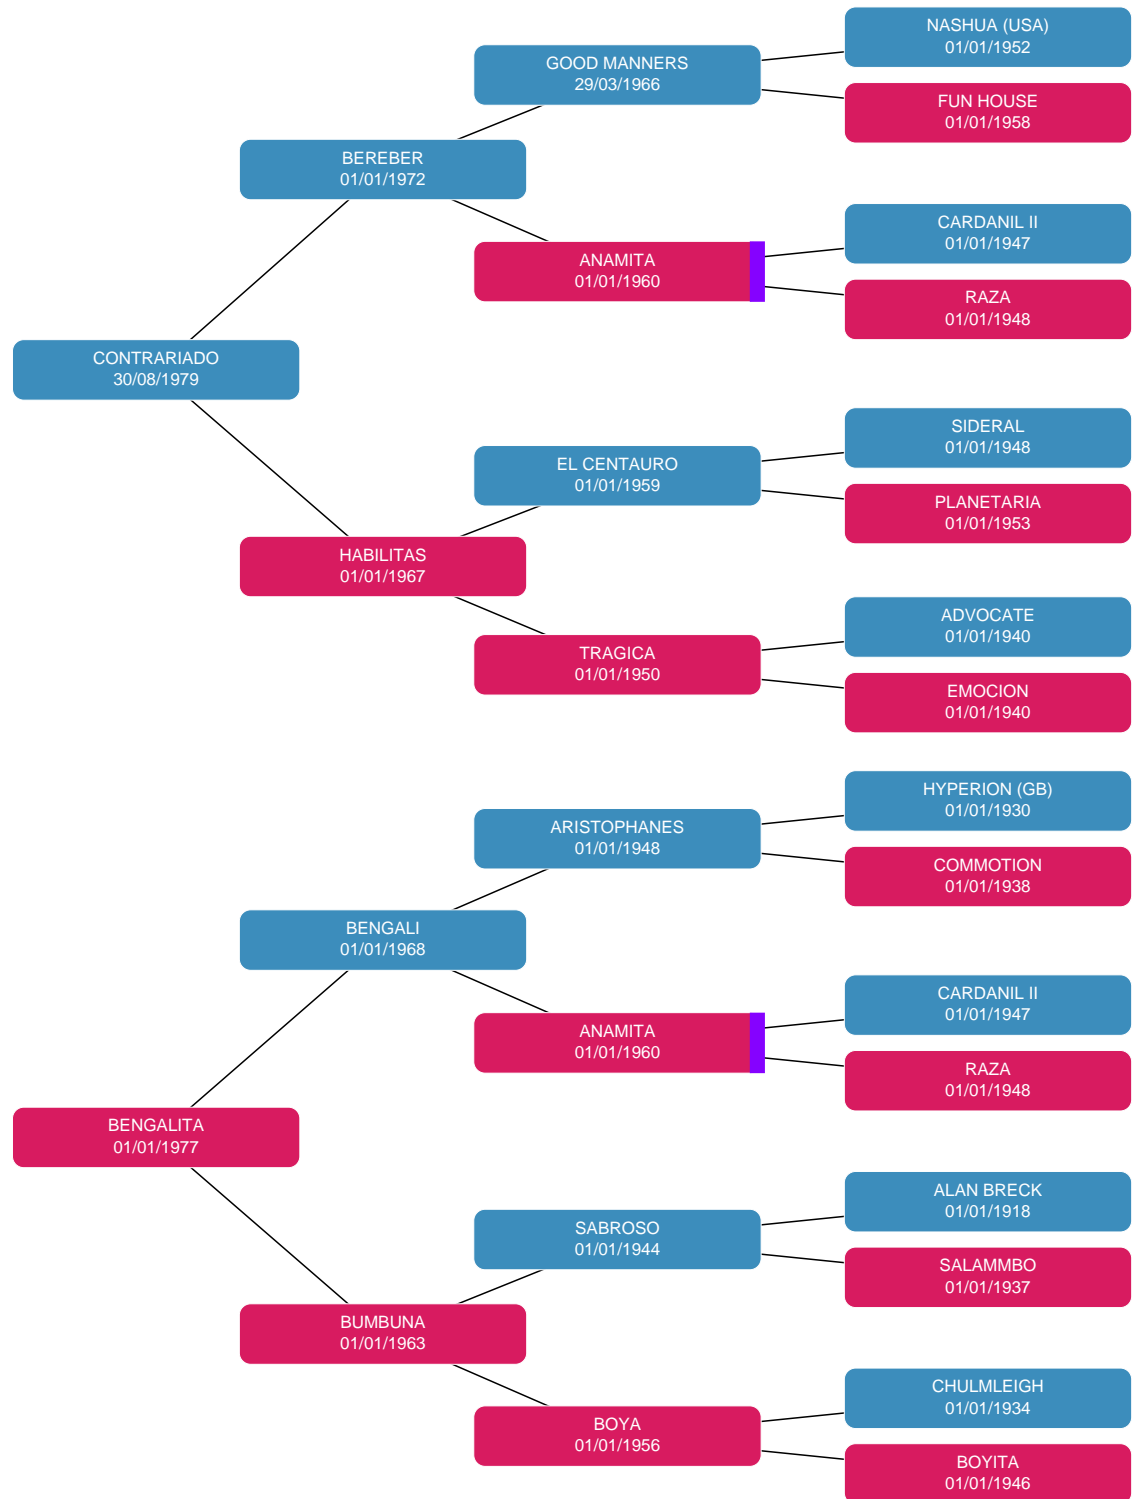 NASHUA (USA)
01/01/1952
GOOD MANNERS
29/03/1966
FUN HOUSE
01/01/1958
BEREBER
01/01/1972
CARDANIL II
01/01/1947
ANAMITA
01/01/1960
RAZA
01/01/1948
CONTRARIADO
30/08/1979
SIDERAL
01/01/1948
EL CENTAURO
01/01/1959
PLANETARIA
01/01/1953
HABILITAS
01/01/1967
ADVOCATE
01/01/1940
TRAGICA
01/01/1950
EMOCION
01/01/1940
HYPERION (GB)
01/01/1930
ARISTOPHANES
01/01/1948
COMMOTION
01/01/1938
BENGALI
01/01/1968
CARDANIL II
01/01/1947
ANAMITA
01/01/1960
RAZA
01/01/1948
BENGALITA
01/01/1977
ALAN BRECK
01/01/1918
SABROSO
01/01/1944
SALAMMBO
01/01/1937
BUMBUNA
01/01/1963
CHULMLEIGH
01/01/1934
BOYA
01/01/1956
BOYITA
01/01/1946